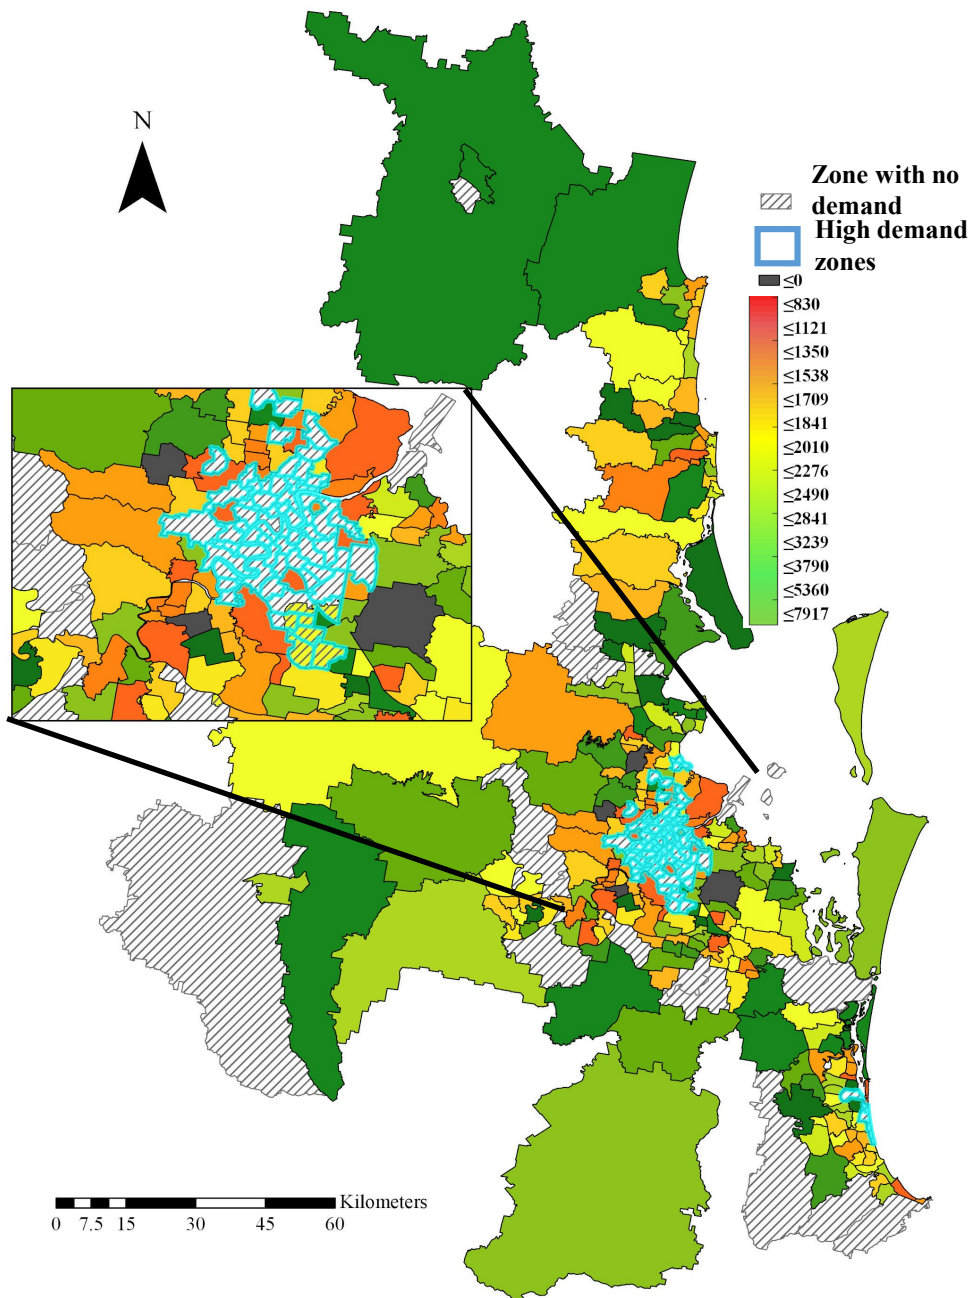 N
Zone with no
demand
High demand
zones
≤0
≤830
≤1121
≤1350
≤1538
≤1709
≤1841
≤2010
≤2276
≤2490
≤2841
≤3239
≤3790
≤5360
≤7917
Kilometers
0 7.5 15 30 45 60